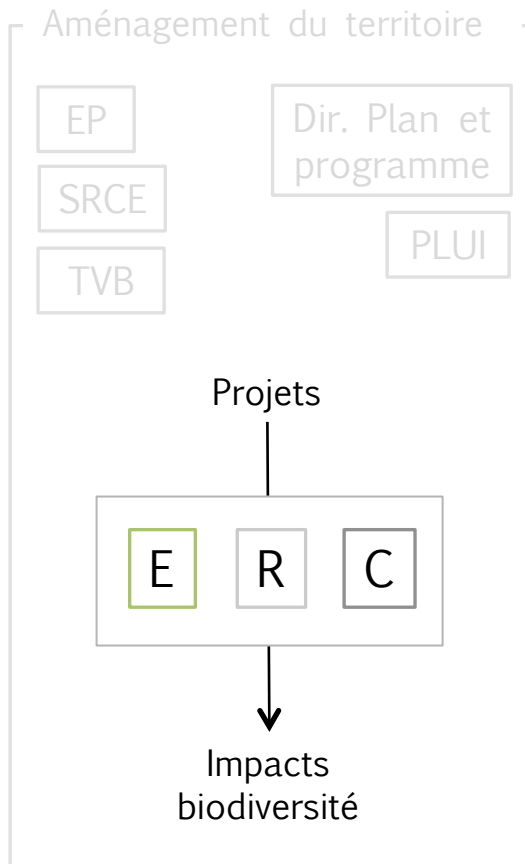 Aménagement du territoire
EP
Dir. Plan et
programme
SRCE
PLUI
TVB
Projets
E R C
Impacts
biodiversité